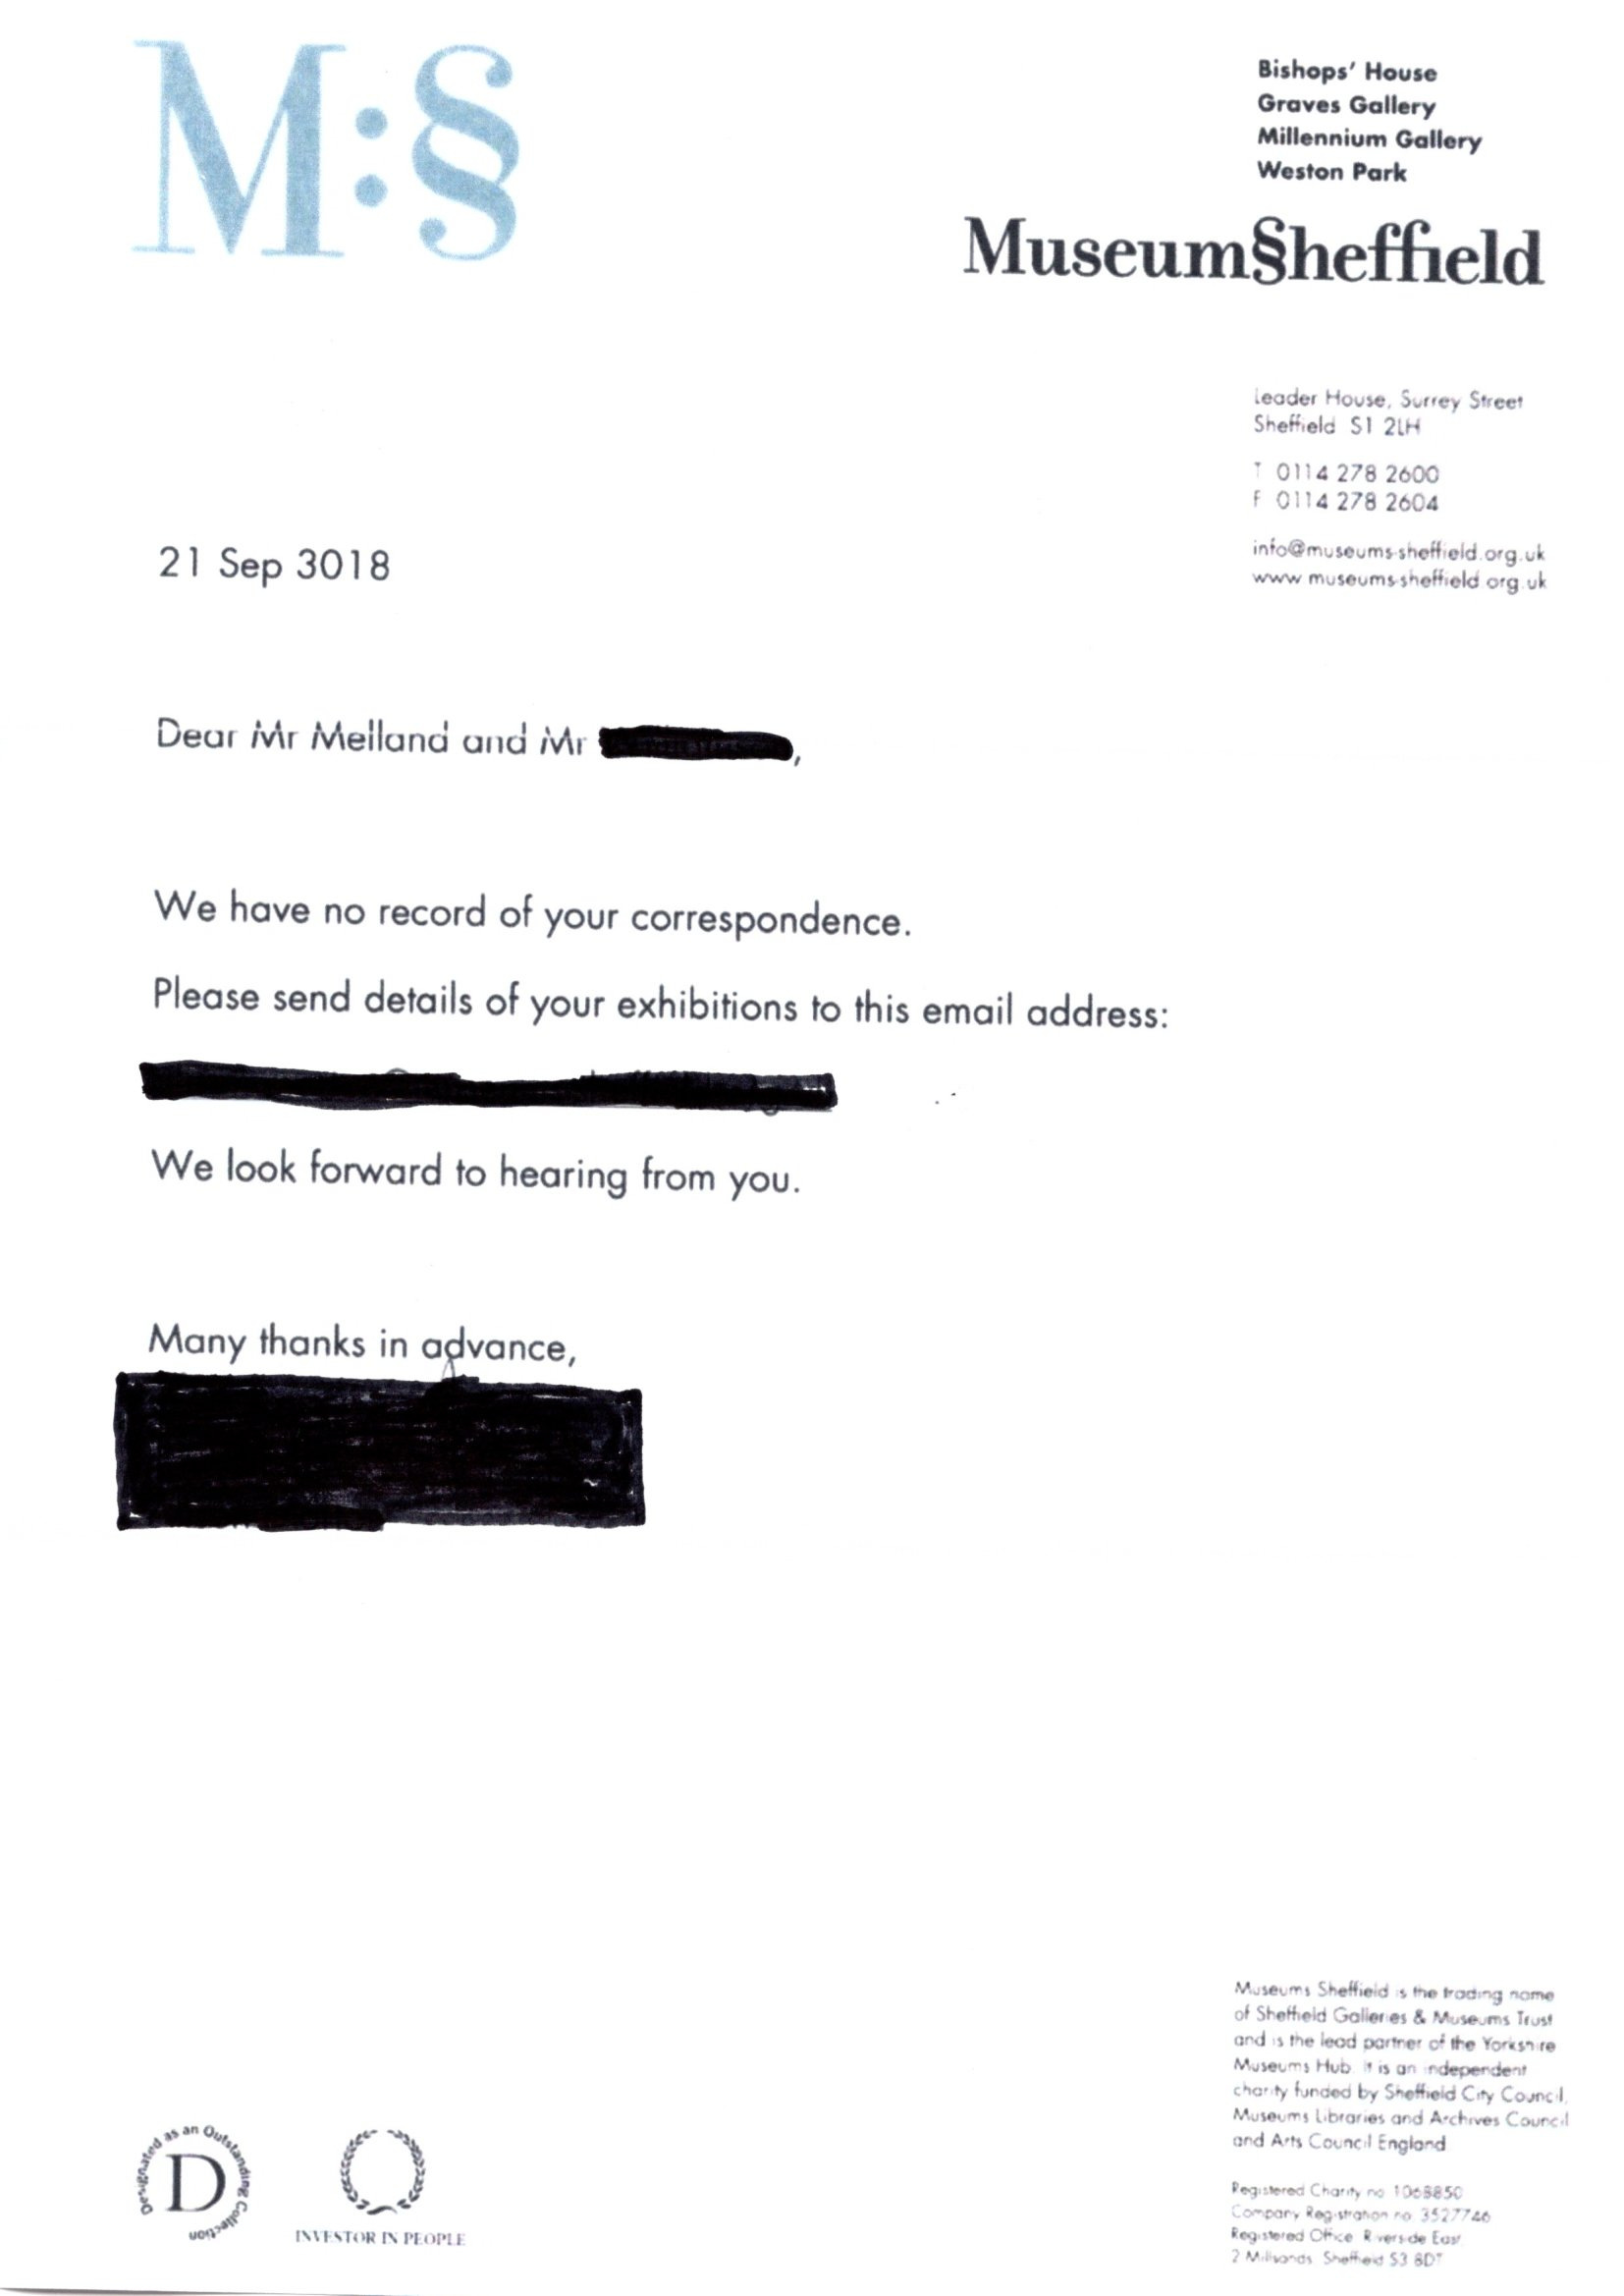 M:§
Bishops' House
Graves Gallery
Millennium Gallery
Weston Park
Museum§heffield
Leader House, Surrey Street
Sheffield S1 2LH
T 0114 278 2600
F 0114 278 2604
info@museums-sheffield.org.uk
www.museums-sheffield.org.uk
21 Sep 3018
Dear Mr Melland and Mr ,
We have no record of your correspondence.
Please send details of your exhibitions to this email address:
We look forward to hearing from you.
Many thanks in advance,
Museums Sheffield is the trading name
of Sheffield Galleries & Museums Trust
and is the lead partner of the Yorkshire
Museums Hub. It is an independent
charity funded by Sheffield City Council,
Museums Libraries and Archives Council
and Arts Council England
Registered Charity no 1068850
Company Registration no 3527746
Registered Office Riverside East,
2 Millsands Sheffield S3 8DT
Designated as an Outstanding Collection
D
INVESTOR IN PEOPLE